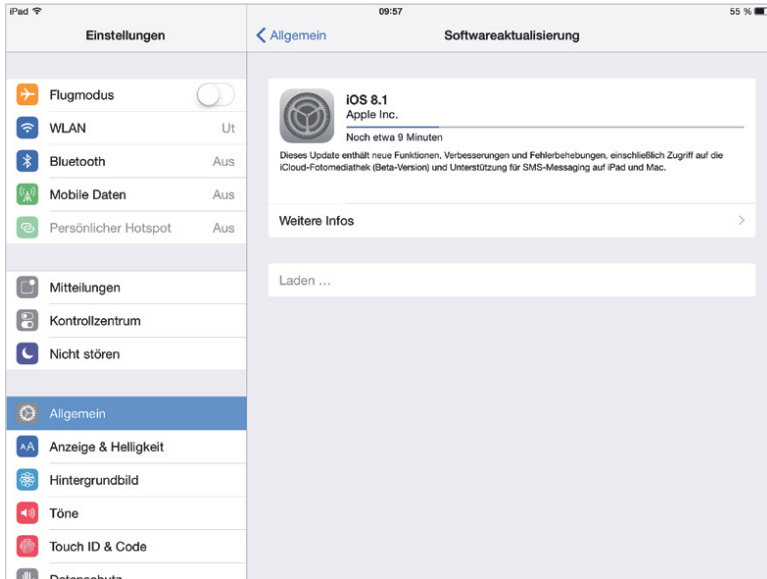 iPad 09:57 55 %
Einstellungen
Allgemein Softwareaktualisierung
Flugmodus
WLAN Ut
Bluetooth Aus
Mobile Daten Aus
Persönlicher Hotspot Aus
Mitteilungen
Kontrollzentrum
Nicht stören
Allgemein
AA Anzeige & Helligkeit
Hintergrundbild
Töne
Touch ID & Code
Datenschutz
iOS 8.1
Apple Inc.
Noch etwa 9 Minuten
Dieses Update enthält neue Funktionen, Verbesserungen und Fehlerbehebungen, einschließlich Zugriff auf die
iCloud-Fotomediathek (Beta-Version) und Unterstützung für SMS-Messaging auf iPad und Mac.
Weitere Infos
Laden ...